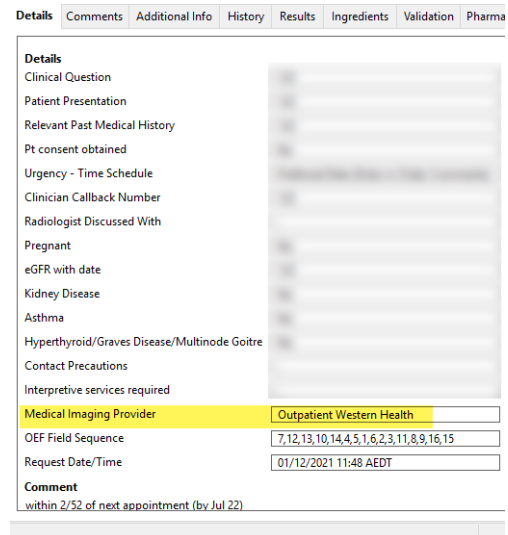 Details Comments Additional Info History Results Ingredients Validation Pharma
Details
Clinical Question
Patient Presentation
Relevant Past Medical History
Pt consent obtained
Urgency - Time Schedule
Clinician Callback Number
Radiologist Discussed With
Pregnant
eGFR with date
Kidney Disease
Asthma
Hyperthyroid/Graves Disease/Multinode Goitre
Contact Precautions
Interpretive services required
Medical Imaging Provider Outpatient Western Health
OEF Field Sequence 7,12,13,10,14,4,5,1,6,2,3,11,8,9,16,15
Request Date/Time 01/12/2021 11:48 AEDT
Comment
within 2/52 of next appointment (by Jul 22)